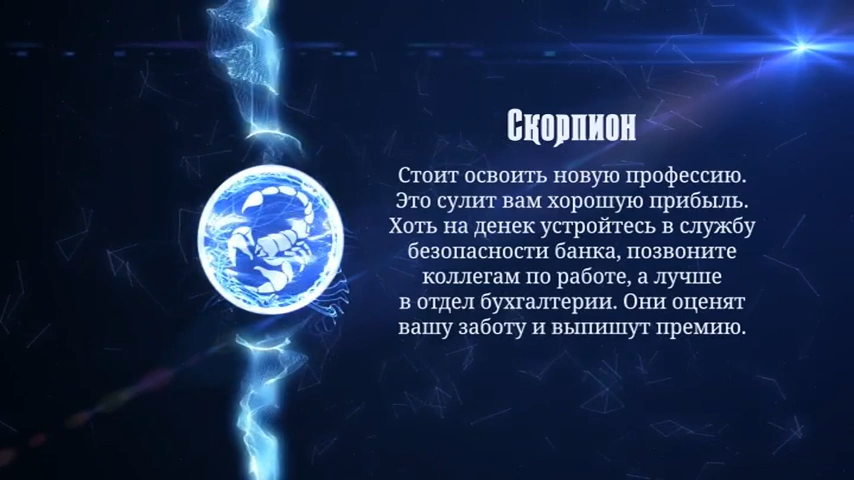 Скорпион
Стоит освоить новую профессию.
Это сулит вам хорошую прибыль.
Хоть на денек устройтесь в службу
безопасности банка, позвоните
коллегам по работе, а лучше
в отдел бухгалтерии. Они оценят
вашу заботу и выпишут премию.